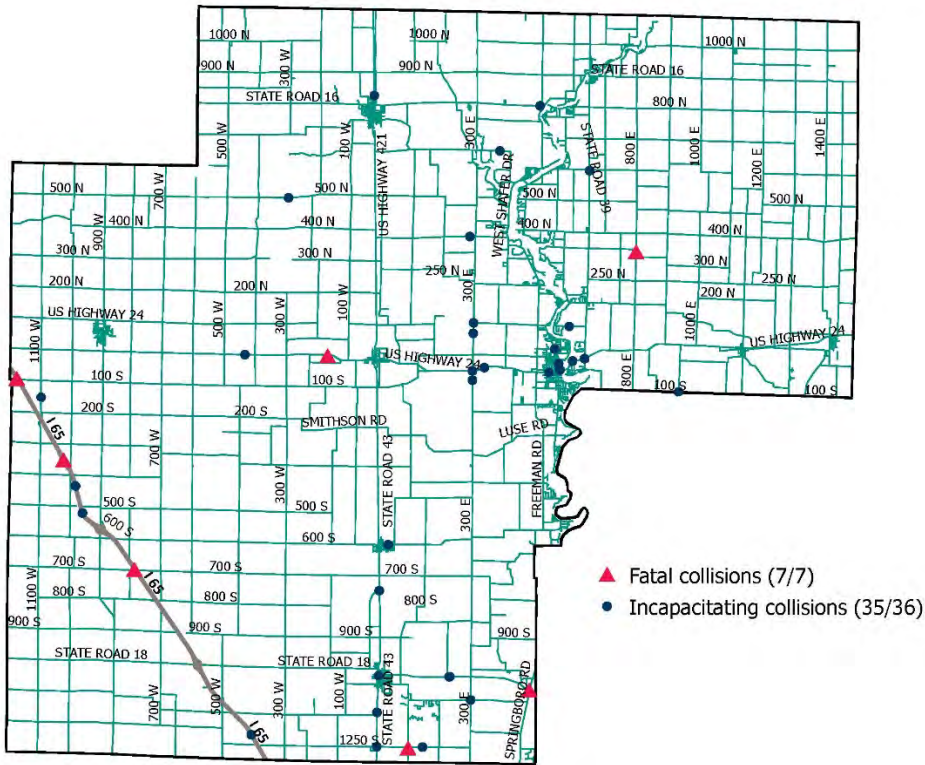 1000 N
1000 N
1000 N
300 W
900 N
900 N
STATE ROAD 16
STATE ROAD 16
800 N
500 W
100 W
US HIGHWAY 421
300 E
STATE ROAD 39
800 E
1000 E
1200 E
1400 E
WEST SHAFER DR
500 N
700 W
500 N
500 N
500 N
900 W
400 N
400 N
400 N
400 N
300 N
300 N
300 N
300 N
250 N
250 N
250 N
200 N
200 N
200 N
300 E
US HIGHWAY 24
500 W
300 W
100 W
1000 E
US HIGHWAY 24
1100 W
US HIGHWAY 24
800 E
100 S
100 S
100 S
100 S
200 S
200 S
SMITHSON RD
LUSE RD
I 65
700 W
300 W
STATE ROAD 43
FREEMAN RD
500 S
500 S
300 E
600 S
600 S
700 S
I 65
700 S
700 S
1100 W
800 S
800 S
800 S
900 S
900 S
900 S
900 S
STATE ROAD 18
STATE ROAD 18
STATE ROAD 43
100 W
300 E
SPRINGBORO RD
700 W
500 W
300 W
I 65
1250 S
Fatal collisions (7/7)
Incapacitating collisions (35/36)